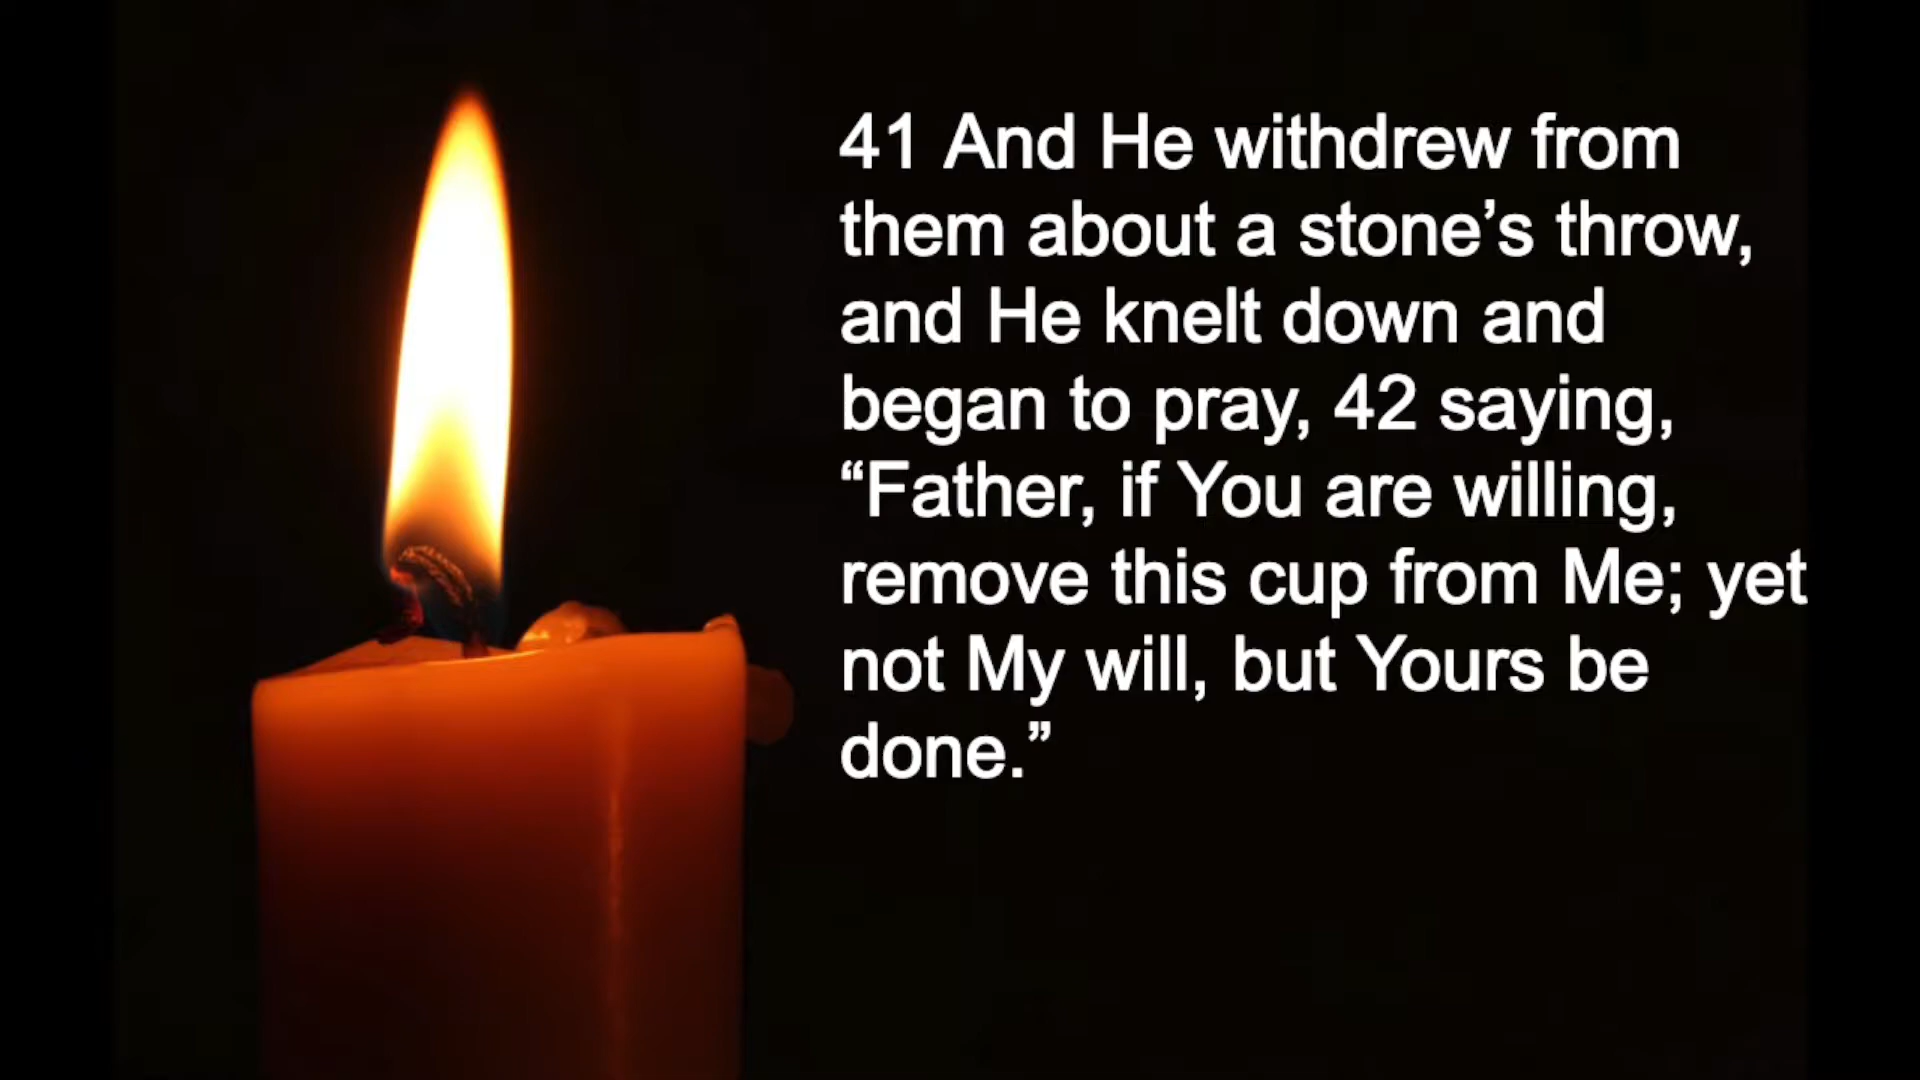 41 And He withdrew from
them about a stone’s throw,
and He knelt down and
began to pray, 42 saying,
“Father, if You are willing,
remove this cup from Me; yet
not My will, but Yours be
done.”